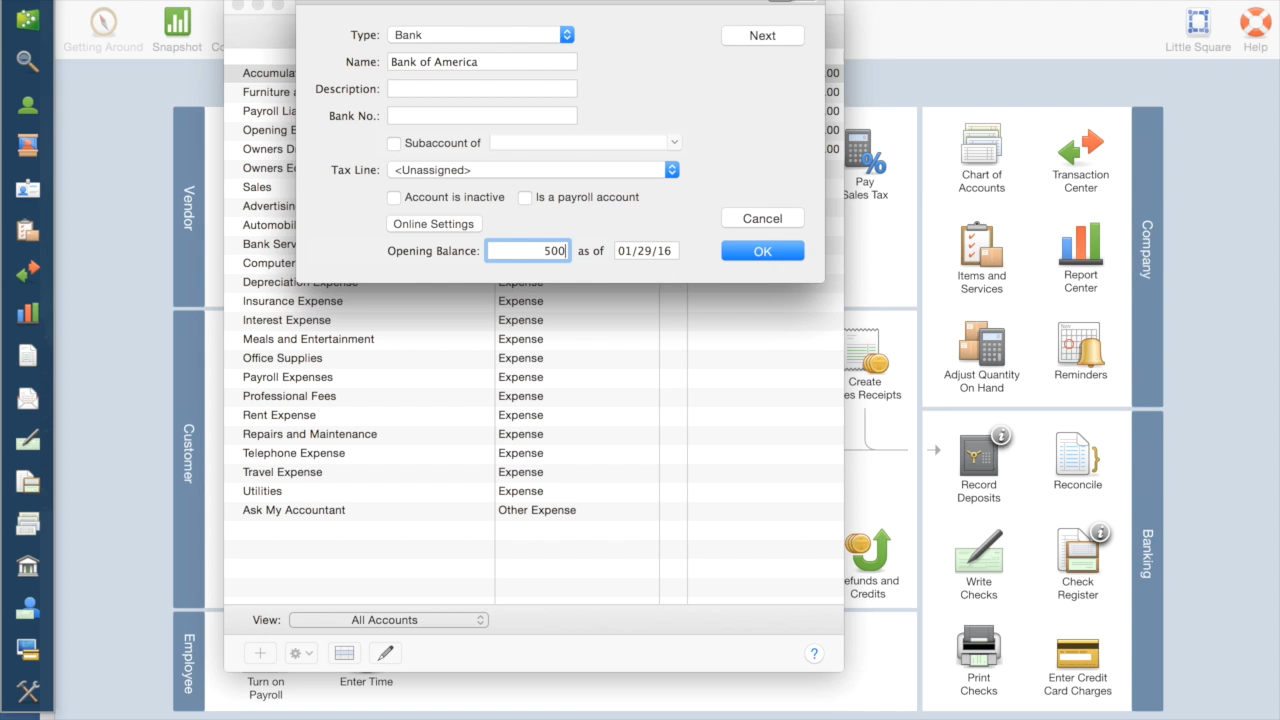 Getting Around
Snapshot
Little Square
Help
Type:
Bank
Next
Name:
Bank of America
Description:
Bank No.:
Subaccount of
Tax Line:
<Unassigned>
Account is inactive
Is a payroll account
Online Settings
Cancel
Opening Balance:
500
as of
01/29/16
OK
Accumula
.00
Furniture a
.00
Payroll Lia
.00
Opening E
.00
Owners D
.00
Owners E
Sales
Advertisin
Automobi
Bank Serv
Computer
Depreciation Expense
Expense
Insurance Expense
Expense
Interest Expense
Expense
Meals and Entertainment
Expense
Office Supplies
Expense
Payroll Expenses
Expense
Professional Fees
Expense
Rent Expense
Expense
Repairs and Maintenance
Expense
Telephone Expense
Expense
Travel Expense
Expense
Utilities
Expense
Ask My Accountant
Other Expense
View:
All Accounts
?
Vendor
Customer
Employee
Turn on
Payroll
Enter Time
Pay
Sales Tax
Create
es Receipts
efunds and
Credits
Company
Chart of
Accounts
Transaction
Center
Items and
Services
Report
Center
Adjust Quantity
On Hand
Nov
Reminders
Banking
Record
Deposits
Reconcile
Write
Checks
Check
Register
Print
Checks
Enter Credit
Card Charges